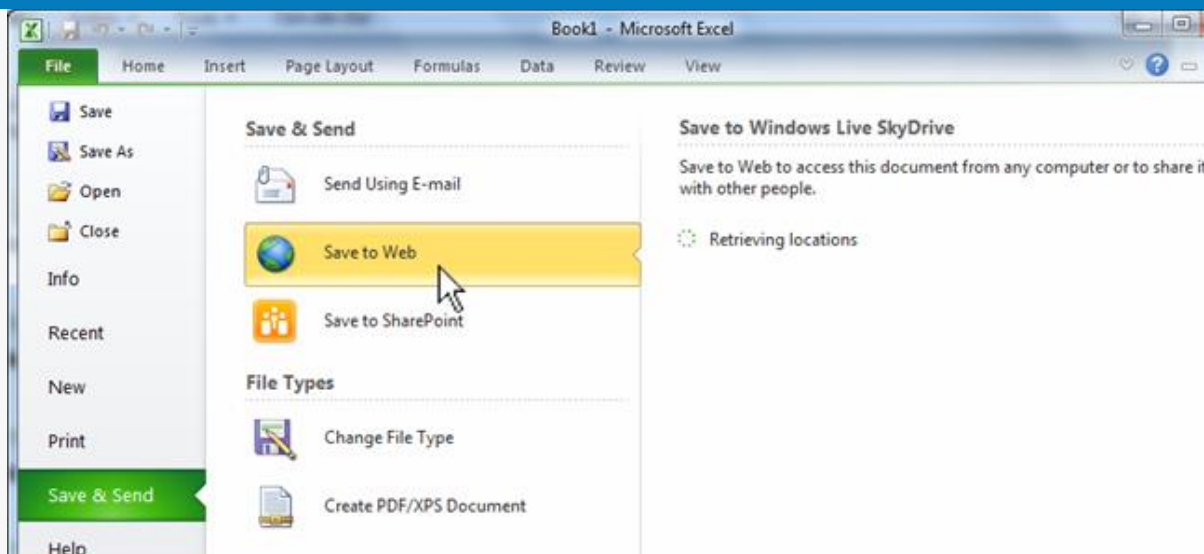 Book1 - Microsoft Excel
File Home Insert Page Layout Formulas Data Review View
Save
Save As
Open
Close
Info
Recent
New
Print
Save & Send
Help
Save & Send
Send Using E-mail
Save to Web
Save to SharePoint
File Types
Change File Type
Create PDF/XPS Document
Save to Windows Live SkyDrive
Save to Web to access this document from any computer or to share it
with other people.
Retrieving locations